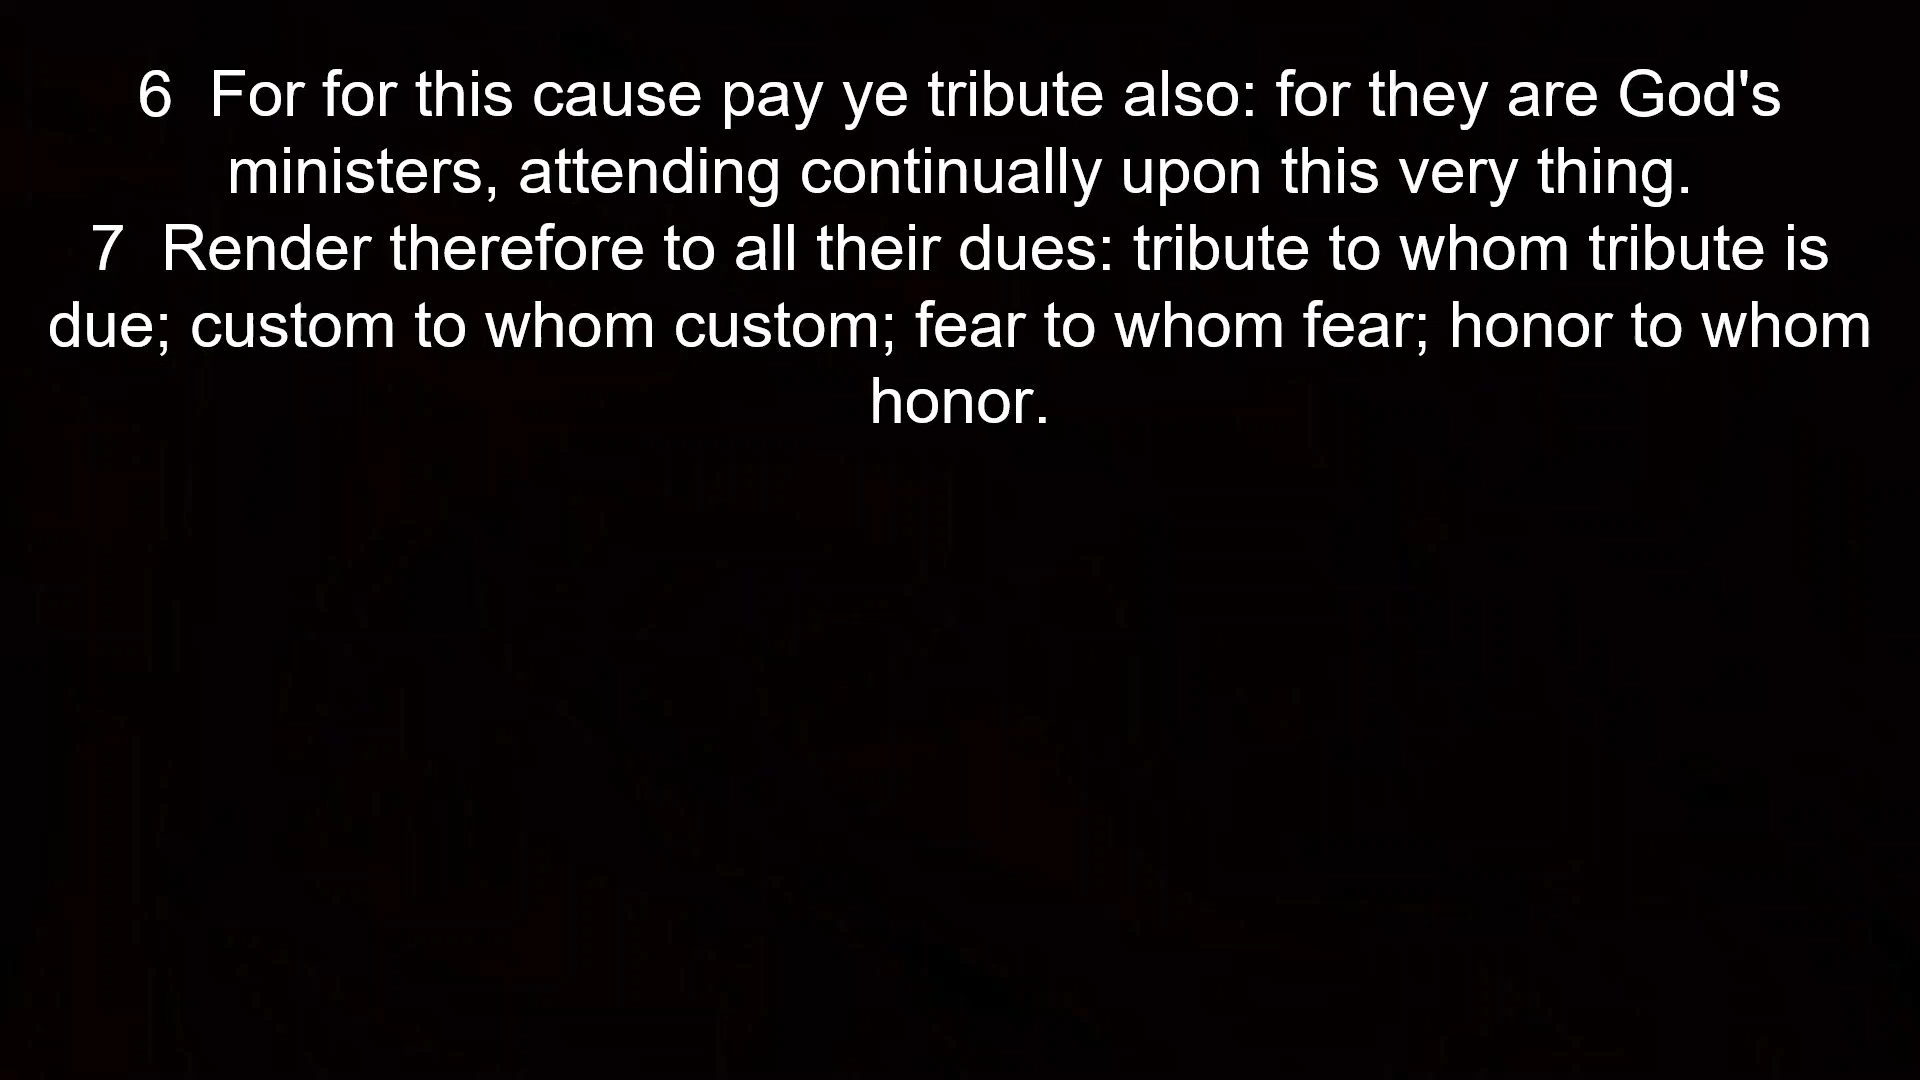 6  For for this cause pay ye tribute also: for they are God's
ministers, attending continually upon this very thing.
7  Render therefore to all their dues: tribute to whom tribute is
due; custom to whom custom; fear to whom fear; honor to whom
honor.